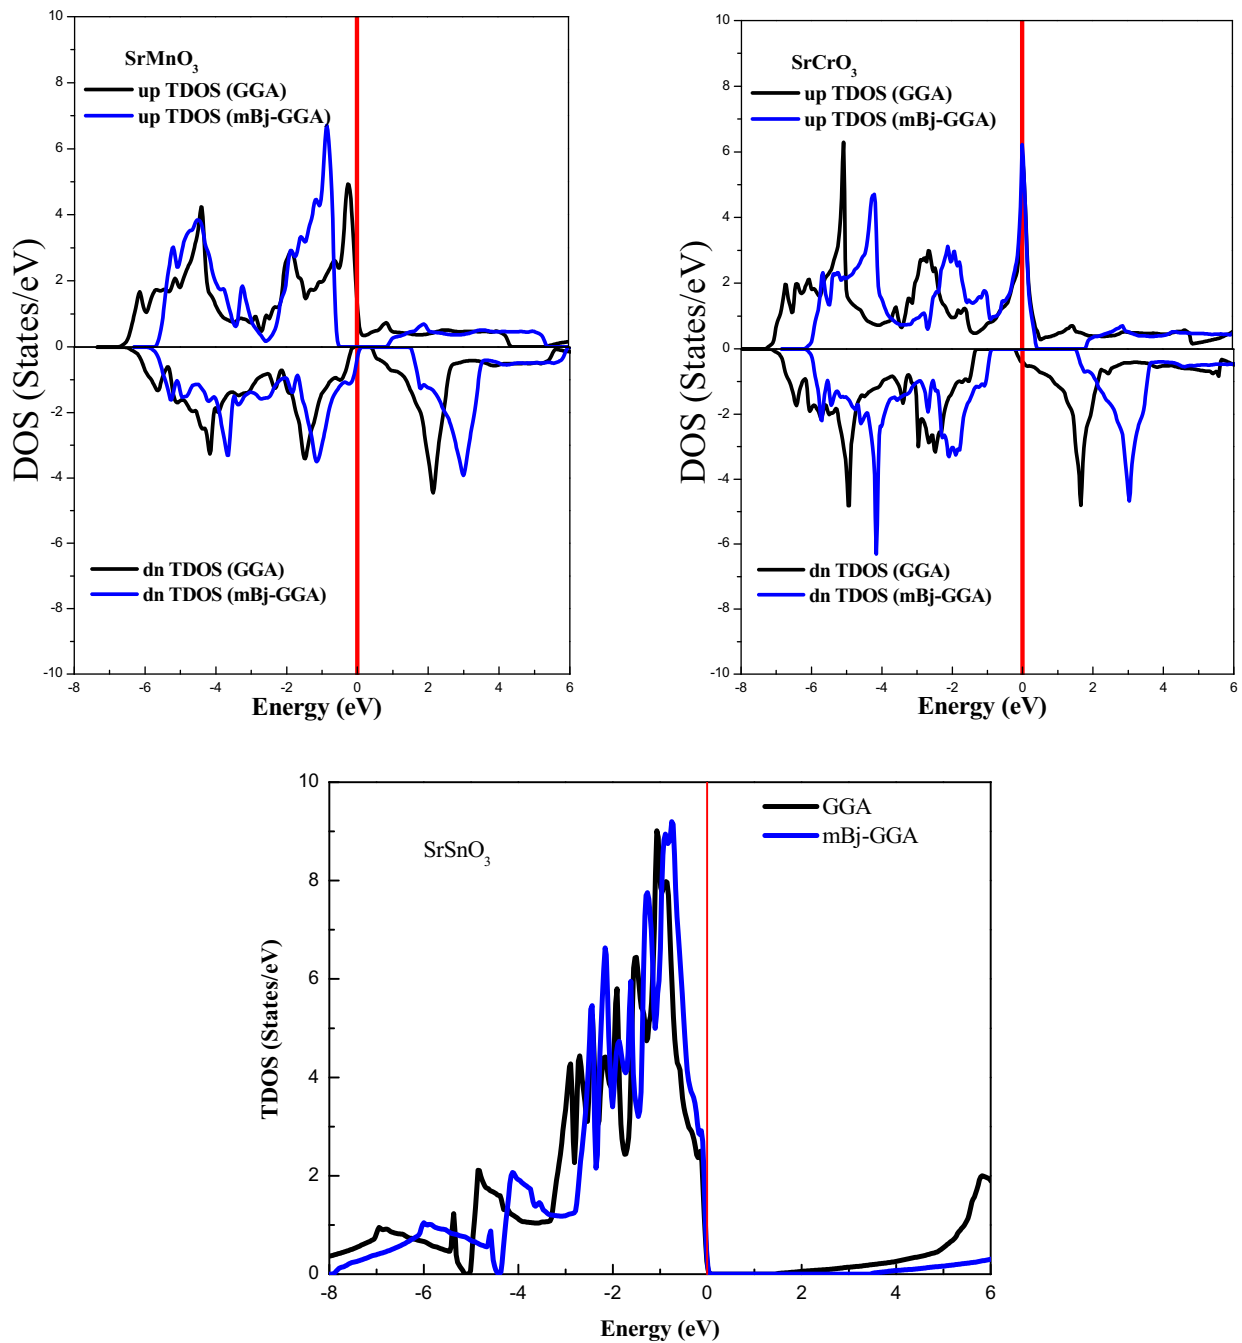 SrMnO₃
up TDOS (GGA)
up TDOS (mBj-GGA)
dn TDOS (GGA)
dn TDOS (mBj-GGA)
DOS (States/eV)
10
8
6
4
2
0
-2
-4
-6
-8
-10
-8 -6 -4 -2 0 2 4 6
Energy (eV)
SrCrO₃
up TDOS (GGA)
up TDOS (mBj-GGA)
dn TDOS (GGA)
dn TDOS (mBj-GGA)
DOS (States/eV)
10
8
6
4
2
0
-2
-4
-6
-8
-10
-8 -6 -4 -2 0 2 4 6
Energy (eV)
SrSnO₃
GGA
mBj-GGA
TDOS (States/eV)
10
8
6
4
2
0
-8 -6 -4 -2 0 2 4 6
Energy (eV)